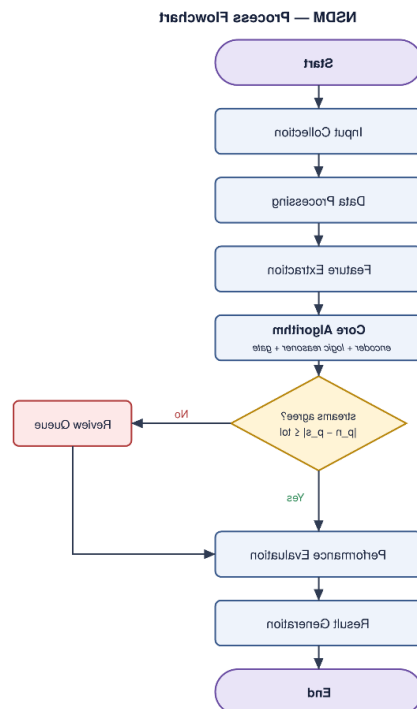 NSDM — Process Flowchart
Start
Input Collection
Data Processing
Feature Extraction
Core Algorithm
encoder + logic reasoner + gate
streams agree?
|p_n − p_s| ≤ tol
No
Review Queue
Yes
Performance Evaluation
Result Generation
End